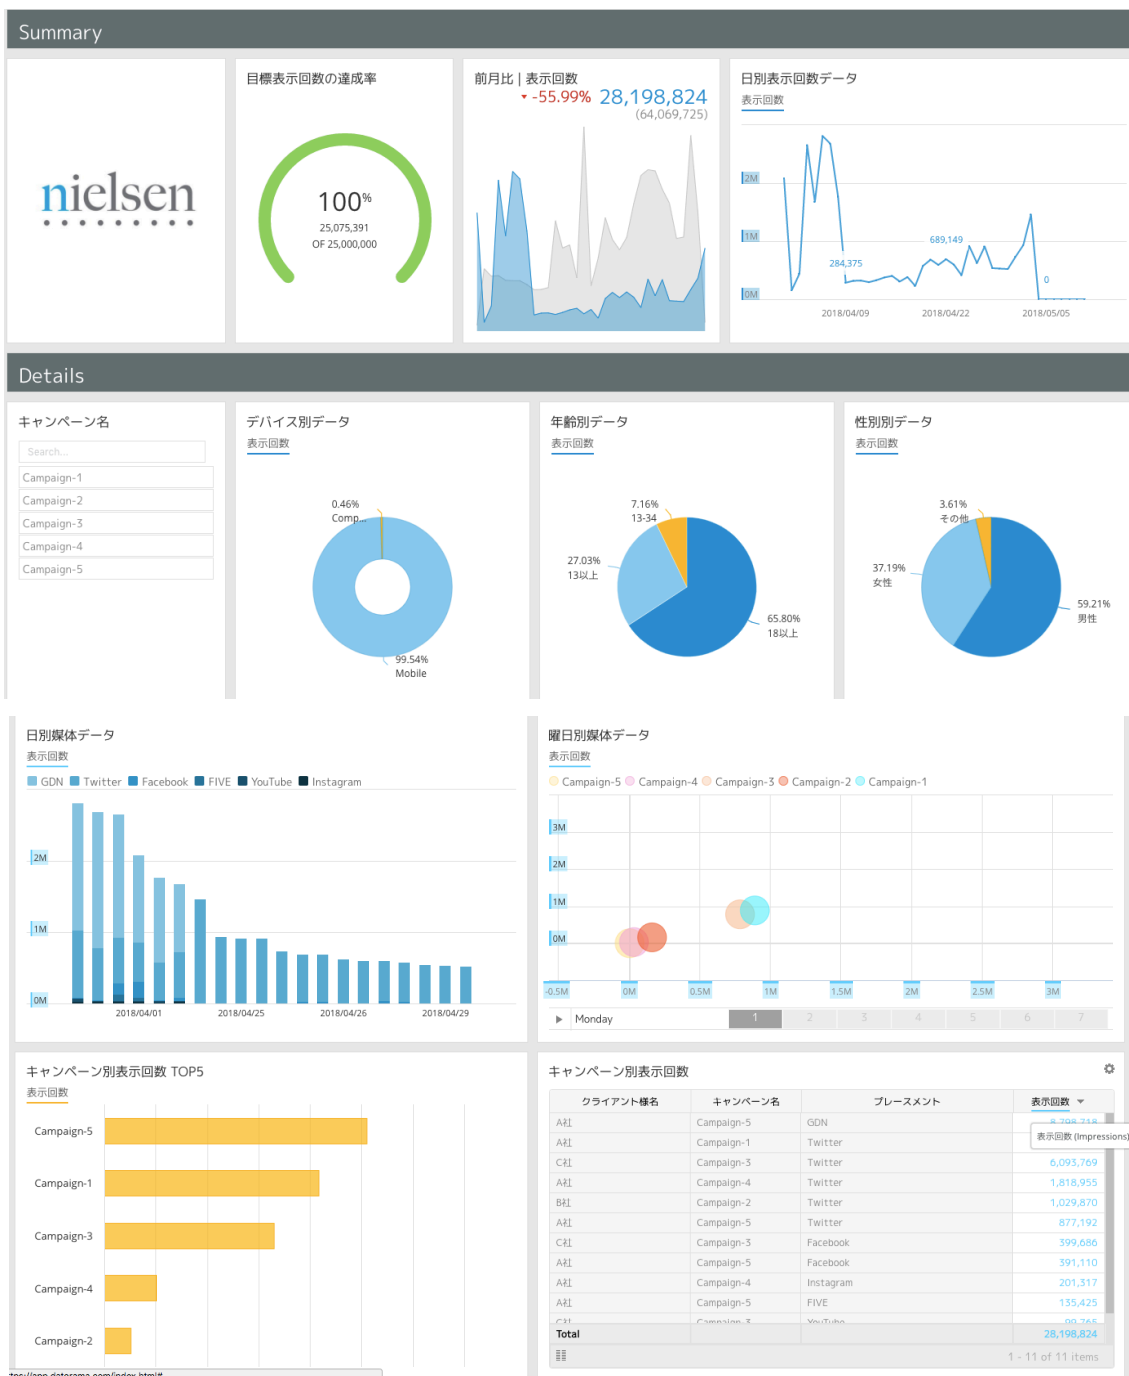 Summary
nielsen
目標表示回数の達成率
100%
25,075,391
OF 25,000,000
前月比 | 表示回数
-55.99% 28,198,824
(64,069,725)
日別表示回数データ
表示回数
2M
1M
0M
284,375
689,149
0
2018/04/09 2018/04/22 2018/05/05
Details
キャンペーン名
Search...
Campaign-1
Campaign-2
Campaign-3
Campaign-4
Campaign-5
デバイス別データ
表示回数
0.46%
Comp...
99.54%
Mobile
年齢別データ
表示回数
7.16%
13-34
27.03%
13以上
65.80%
18以上
性別別データ
表示回数
3.61%
その他
37.19%
女性
59.21%
男性
日別媒体データ
表示回数
GDN Twitter Facebook FIVE YouTube Instagram
2M
1M
0M
2018/04/01 2018/04/25 2018/04/26 2018/04/29
曜日別媒体データ
表示回数
Campaign-5 Campaign-4 Campaign-3 Campaign-2 Campaign-1
3M
2M
1M
0M
-0.5M 0M 0.5M 1M 1.5M 2M 2.5M 3M
Monday 1 2 3 4 5 6 7
キャンペーン別表示回数 TOP5
表示回数
Campaign-5
Campaign-1
Campaign-3
Campaign-4
Campaign-2
キャンペーン別表示回数
クライアント様名 キャンペーン名 プレースメント 表示回数
A社 Campaign-5 GDN 8,798,718
表示回数 (Impressions)
A社 Campaign-1 Twitter
C社 Campaign-3 Twitter 6,093,769
A社 Campaign-4 Twitter 1,818,955
B社 Campaign-2 Twitter 1,029,870
A社 Campaign-5 Twitter 877,192
C社 Campaign-3 Facebook 399,686
A社 Campaign-5 Facebook 391,110
A社 Campaign-4 Instagram 201,317
A社 Campaign-5 FIVE 135,425
C社 Campaign-3 YouTube 99,765
Total 28,198,824
1 - 11 of 11 items